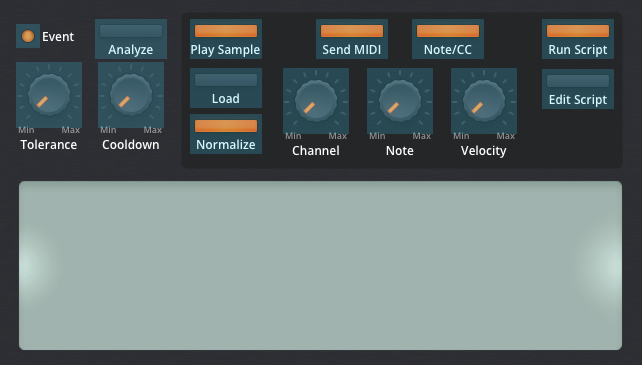 Event
Analyze
Play Sample
Send MIDI
Note/CC
Run Script
Load
Edit Script
Normalize
Min Max
Min Max
Min Max
Min Max
Min Max
Tolerance
Cooldown
Channel
Note
Velocity